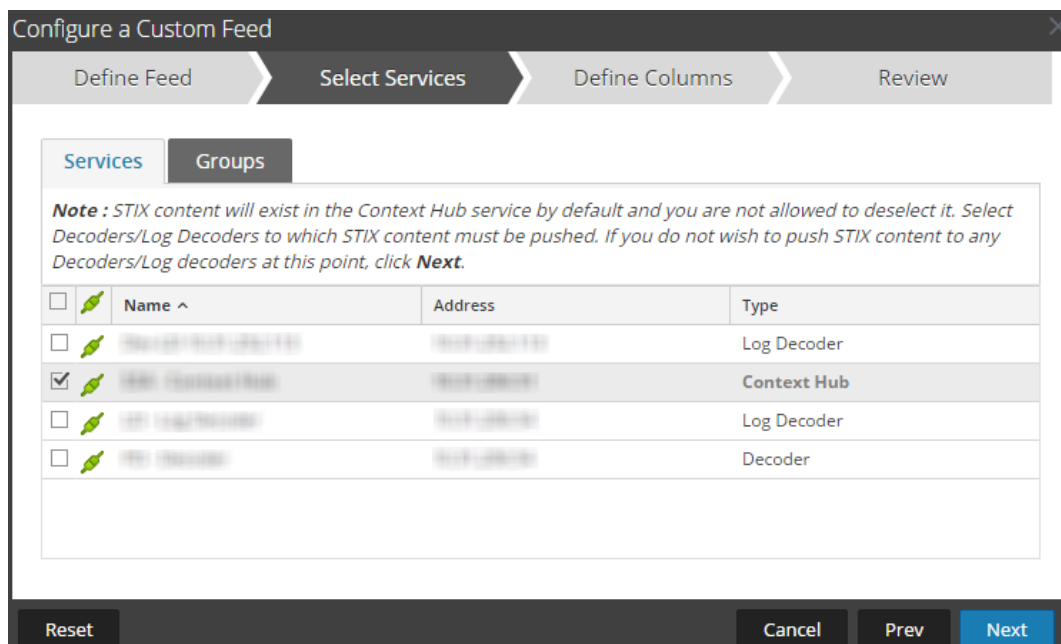 Configure a Custom Feed
Define Feed
Select Services
Define Columns
Review
Services
Groups
Note : STIX content will exist in the Context Hub service by default and you are not allowed to deselect it. Select
Decoders/Log Decoders to which STIX content must be pushed. If you do not wish to push STIX content to any
Decoders/Log decoders at this point, click Next.
Name
Address
Type
Log Decoder
Context Hub
Log Decoder
Decoder
Reset
Cancel
Prev
Next